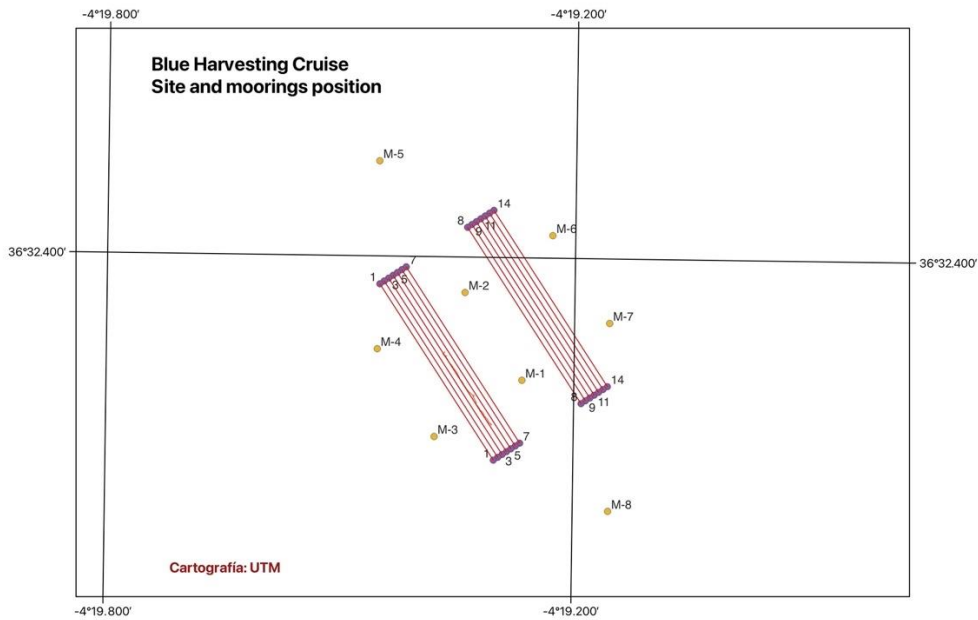 -4°19.800' -4°19.200'
Blue Harvesting Cruise
Site and moorings position
M-5
14
8
9 11
M-6
36°32.400' 36°32.400'
7
1
3 5
M-2
M-7
M-4
M-1
14
8
9 11
M-3
7
1
3 5
M-8
Cartografía: UTM
-4°19.800' -4°19.200'